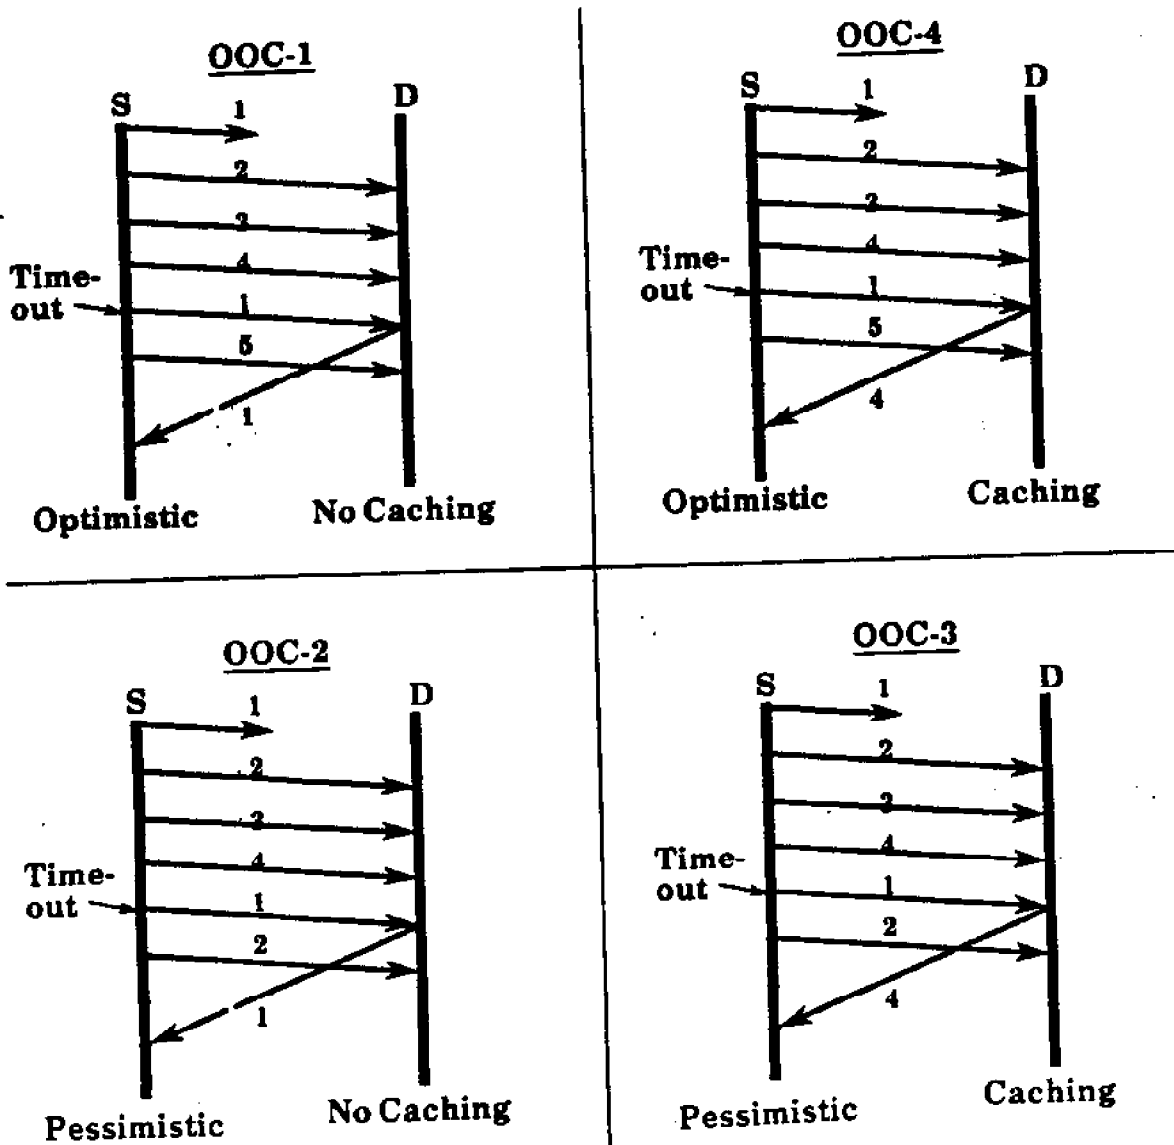 OOC-1
S
D
1
2
3
4
Time-
out
1
5
1
Optimistic
No Caching
OOC-4
S
D
1
2
3
4
Time-
out
1
5
4
Optimistic
Caching
OOC-2
S
D
1
2
3
4
Time-
out
1
2
1
Pessimistic
No Caching
OOC-3
S
D
1
2
3
4
Time-
out
1
2
4
Pessimistic
Caching